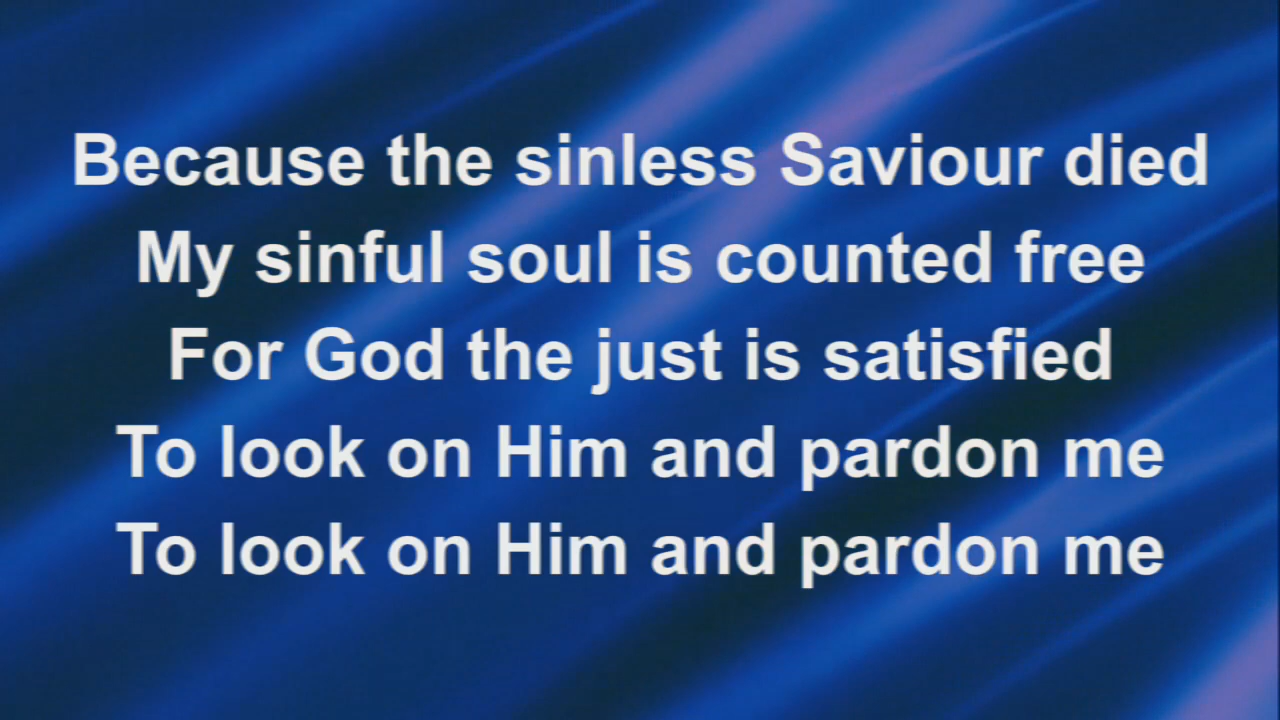 Because the sinless Saviour died
My sinful soul is counted free
For God the just is satisfied
To look on Him and pardon me
To look on Him and pardon me